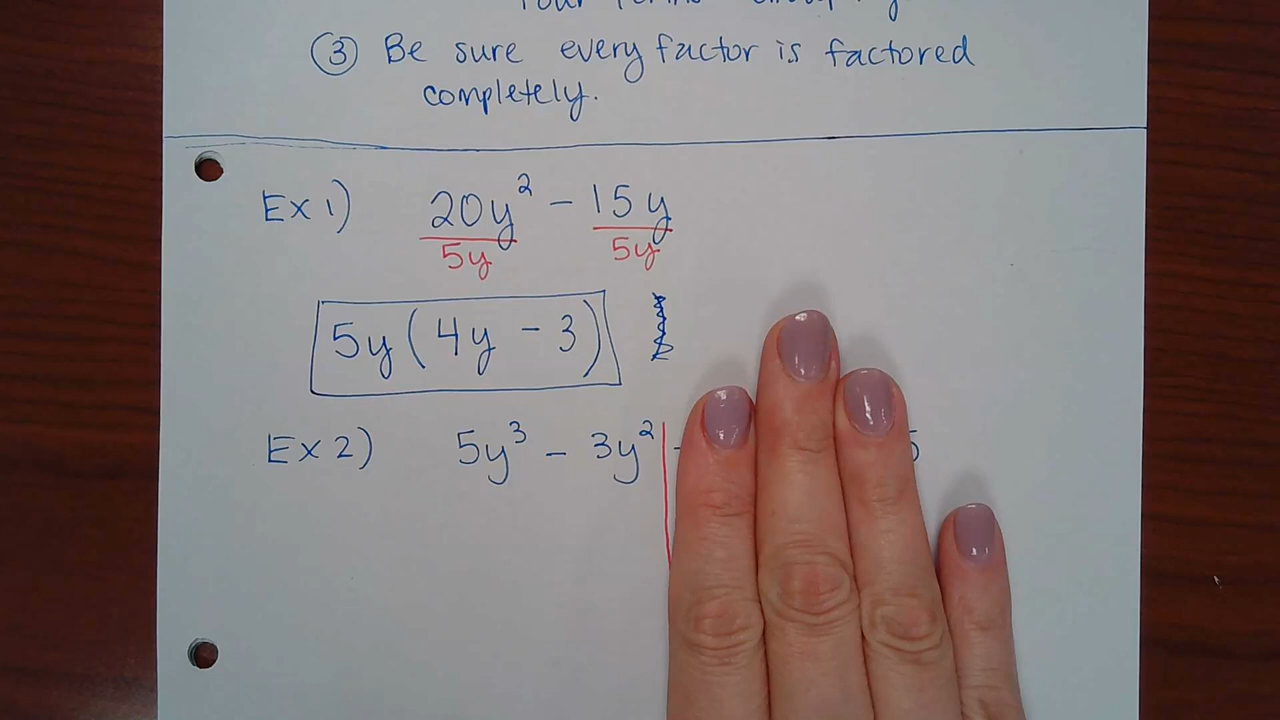 ③ Be sure every factor is factored
completely.
Ex 1) 20y² - 15y
5y 5y
5y(4y - 3)
Ex 2) 5y³ - 3y²